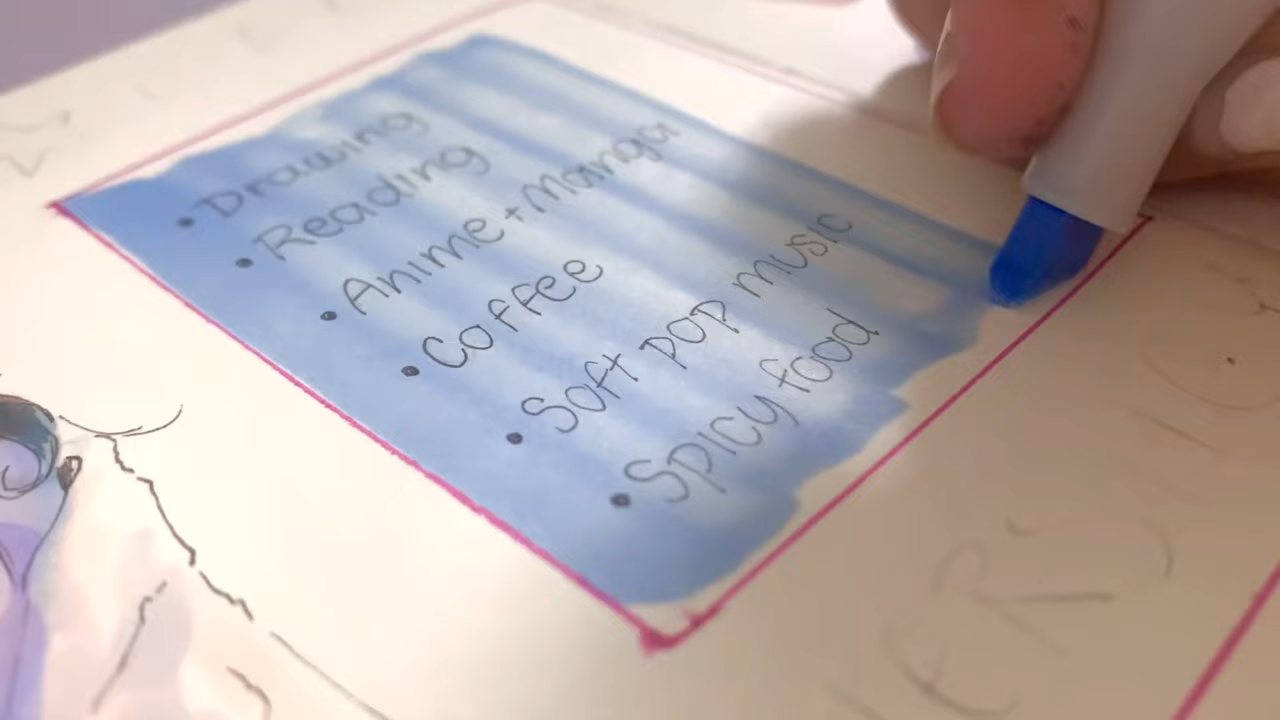 • Drawing
• Reading
• Anime + Manga
• Coffee
• Soft pop music
• Spicy food